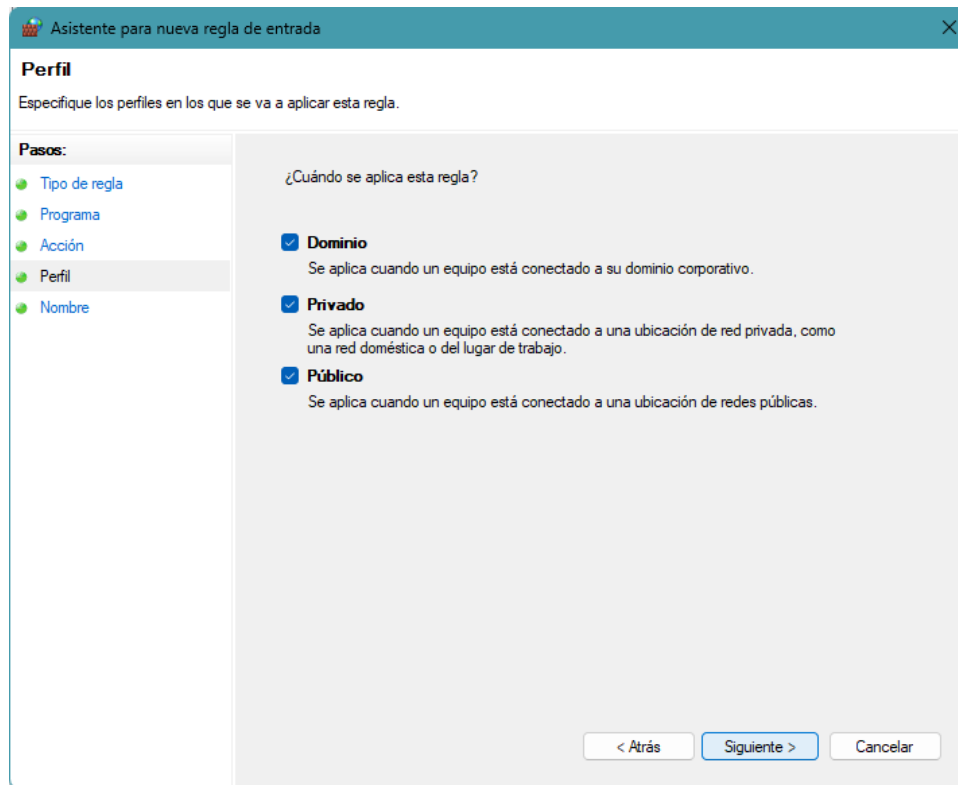 Asistente para nueva regla de entrada
Perfil
Especifique los perfiles en los que se va a aplicar esta regla.
Pasos:
Tipo de regla
Programa
Acción
Perfil
Nombre
¿Cuándo se aplica esta regla?
Dominio
Se aplica cuando un equipo está conectado a su dominio corporativo.
Privado
Se aplica cuando un equipo está conectado a una ubicación de red privada, como
una red doméstica o del lugar de trabajo.
Público
Se aplica cuando un equipo está conectado a una ubicación de redes públicas.
< Atrás
Siguiente >
Cancelar